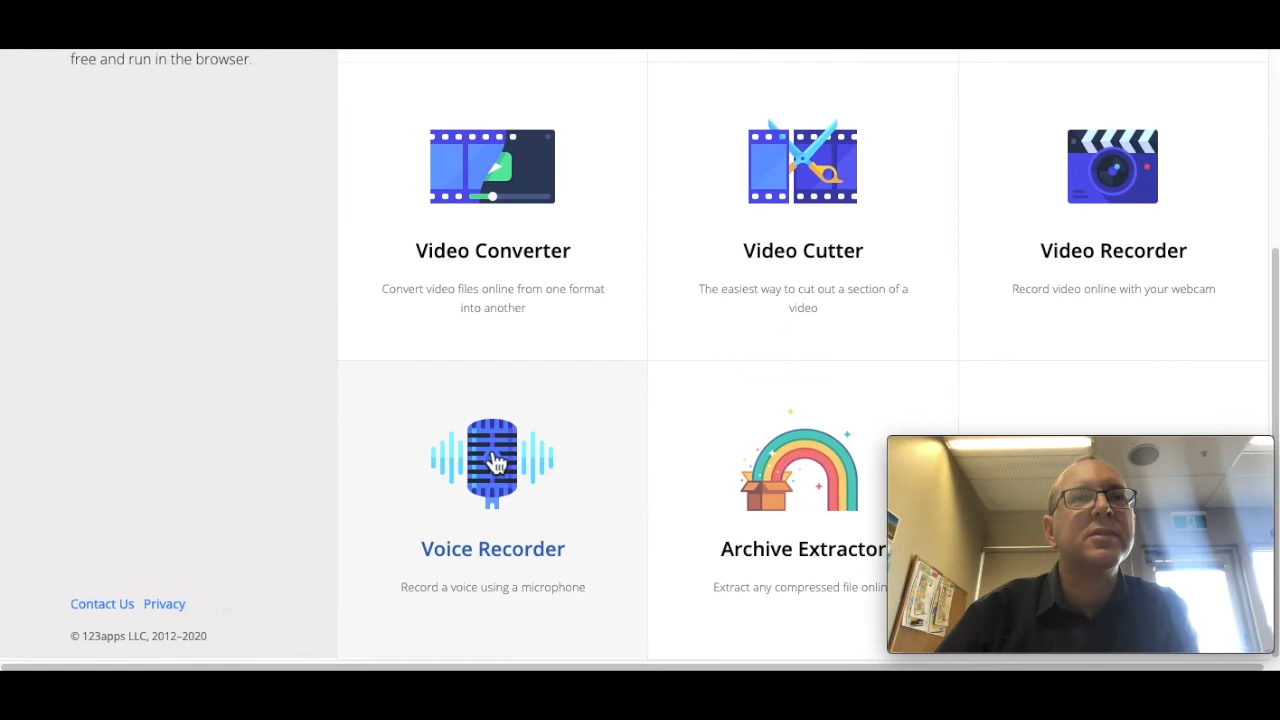 free and run in the browser.
Video Converter
Convert video files online from one format
into another
Video Cutter
The easiest way to cut out a section of a
video
Video Recorder
Record video online with your webcam
Voice Recorder
Record a voice using a microphone
Archive Extractor
Extract any compressed file
Contact Us Privacy
© 123apps LLC, 2012–2020